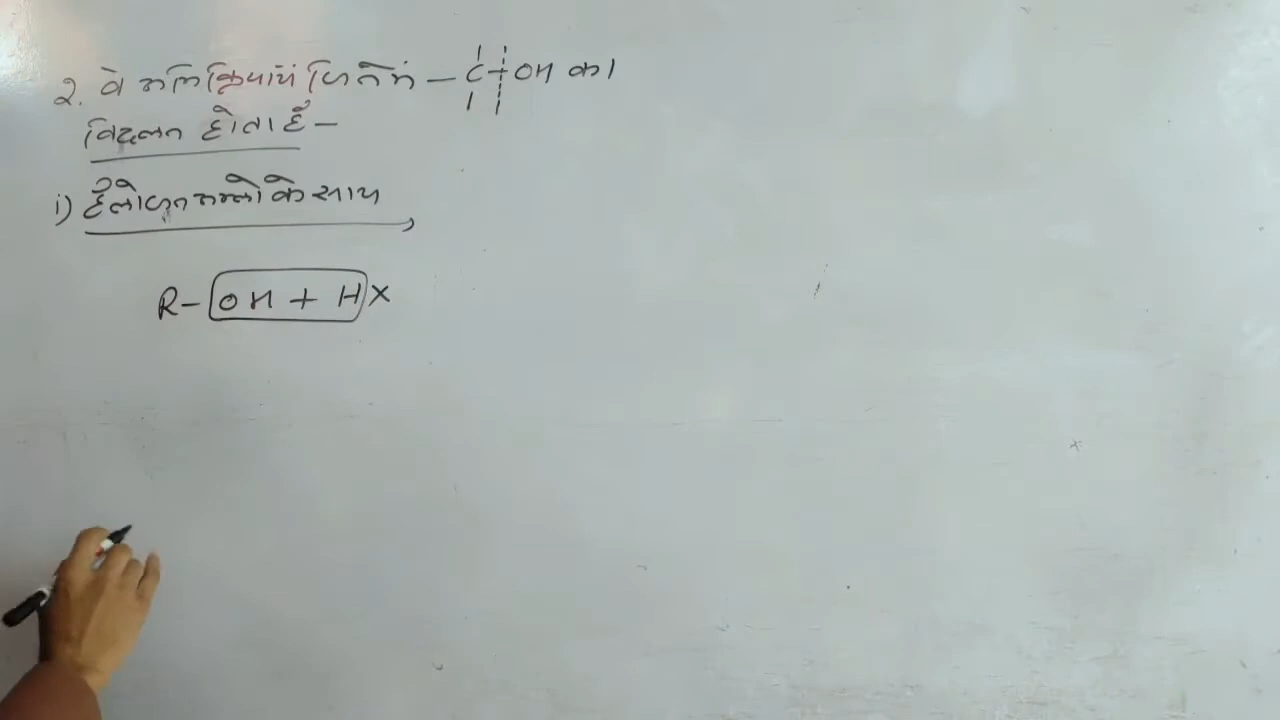 2. वे अभिक्रियायें जिनमें – C – OH का
विदलन होता है –
i) हैलोजन अम्लो के साथ
R – OH + HX